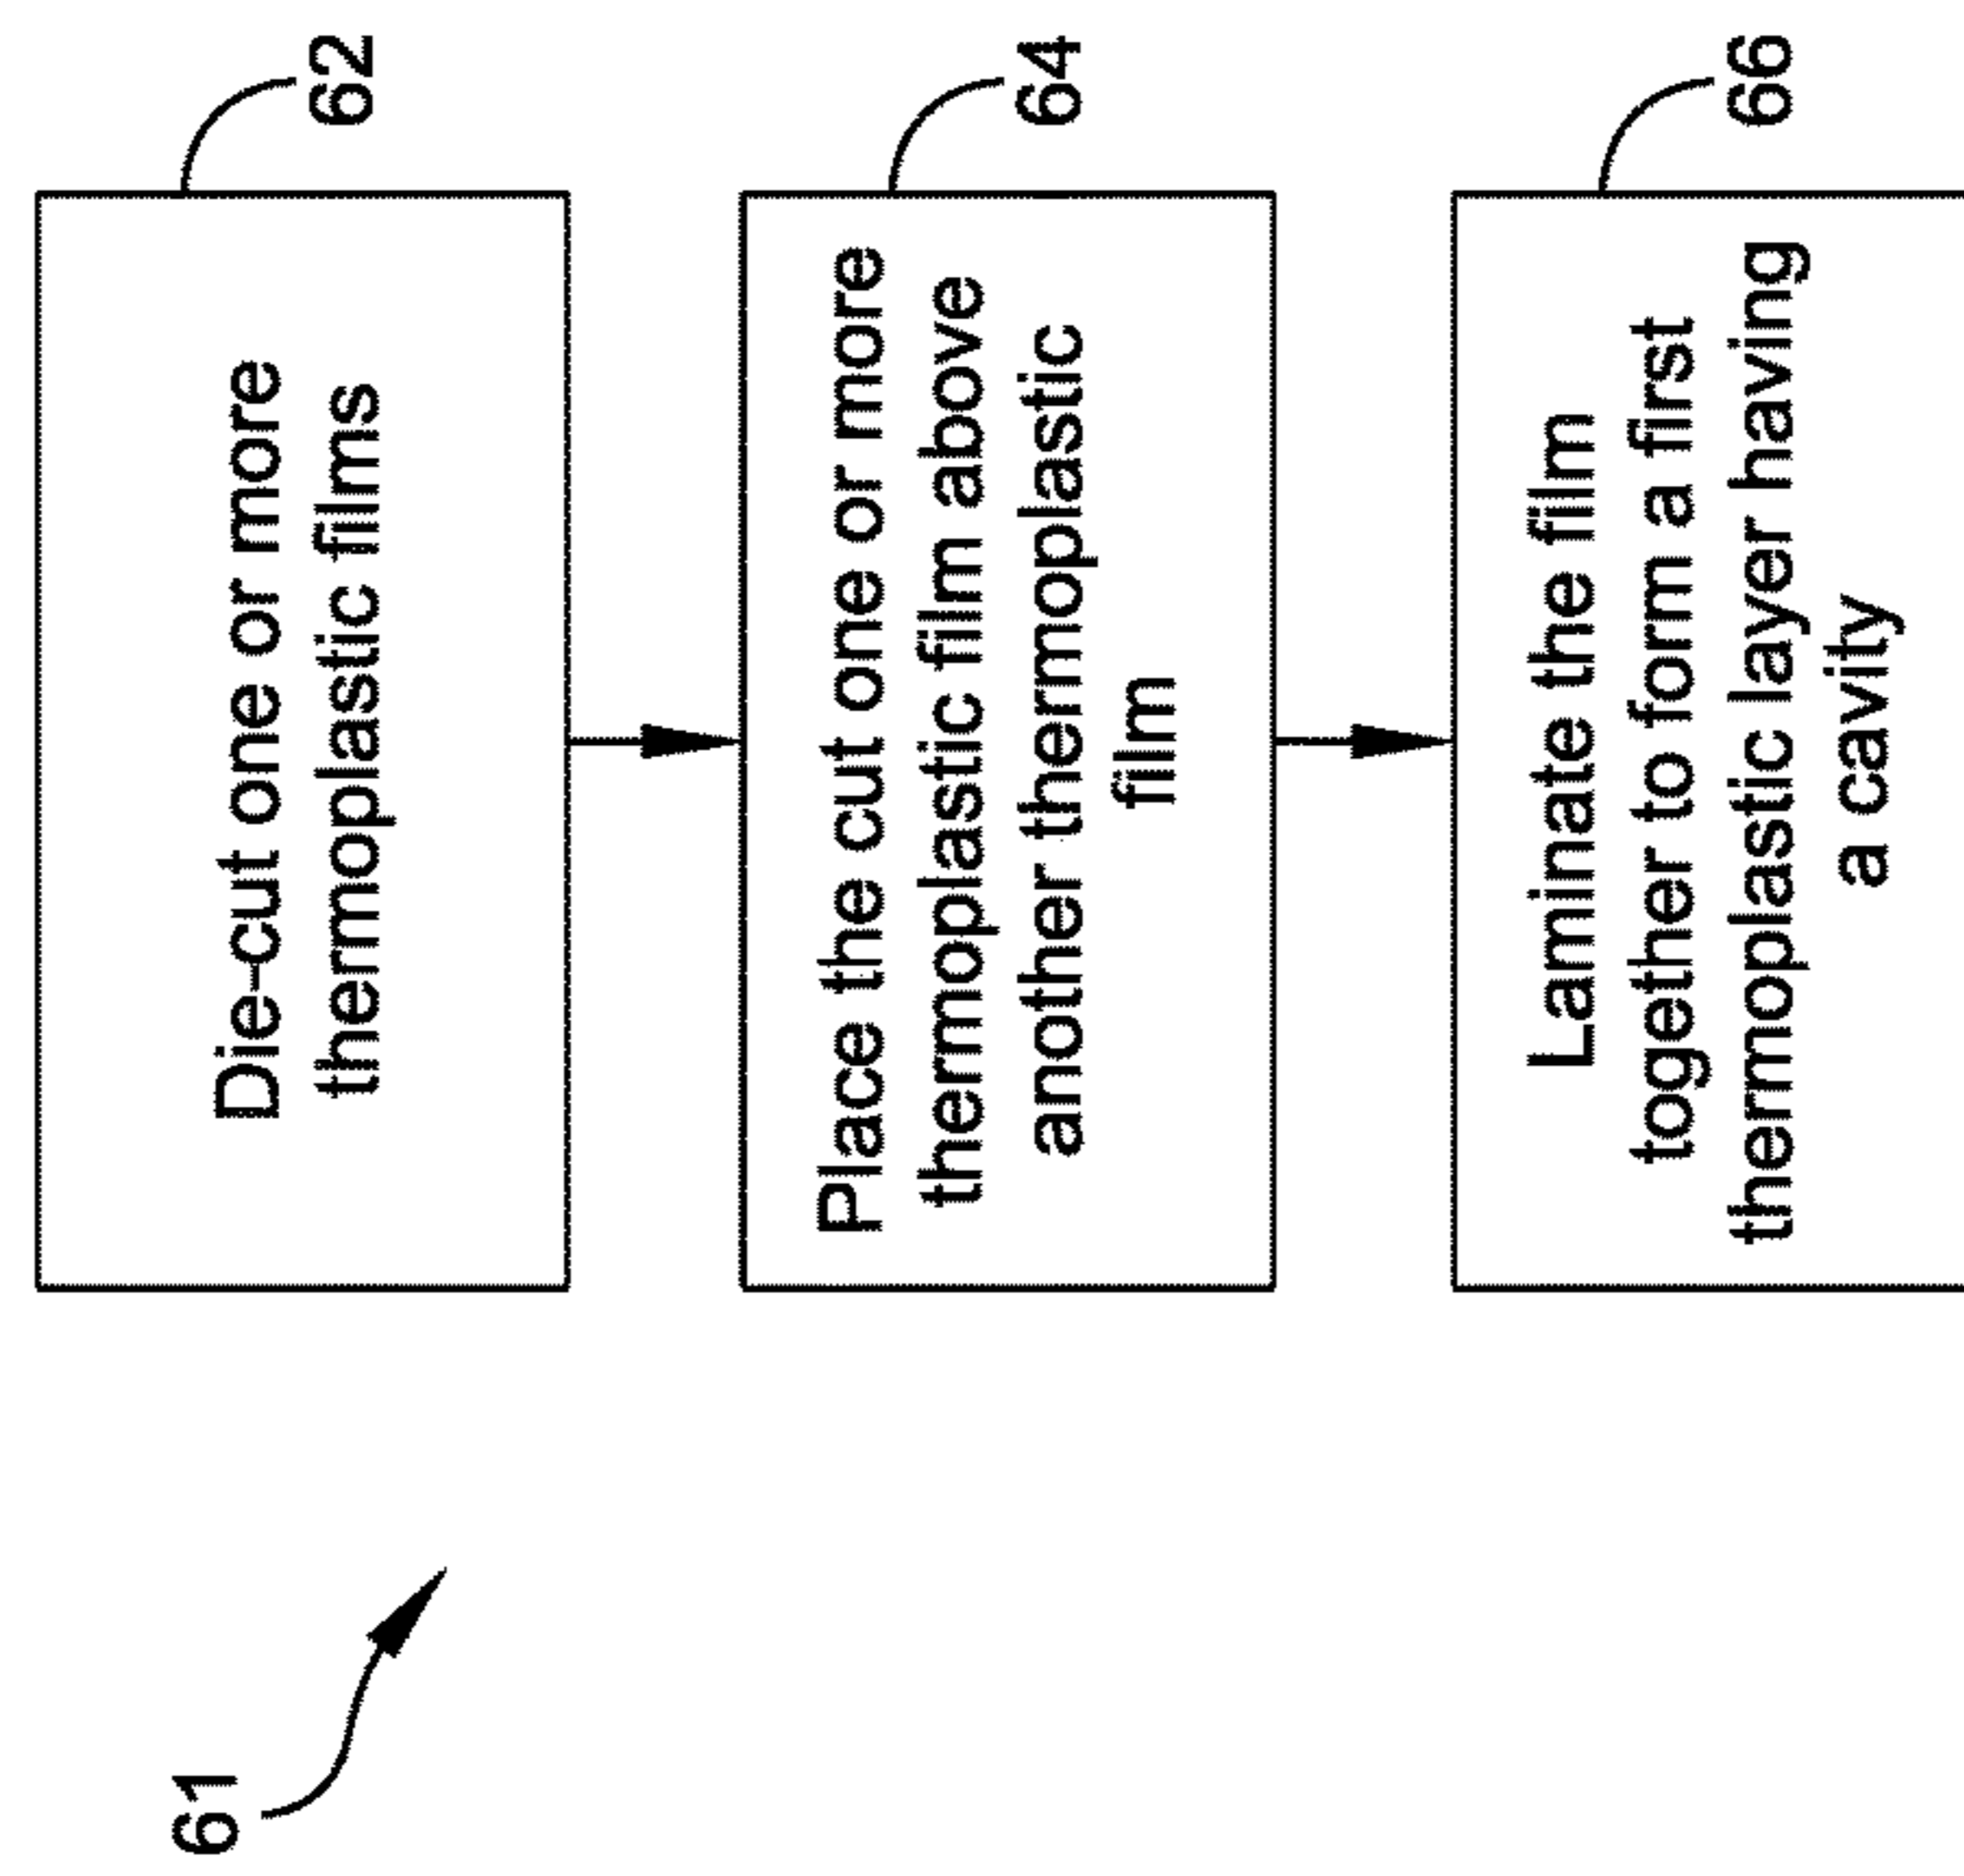 61
62
Die-cut one or more
thermoplastic films
64
Place the cut one or more
thermoplastic film above
another thermoplastic
film
66
Laminate the film
together to form a first
thermoplastic layer having
a cavity